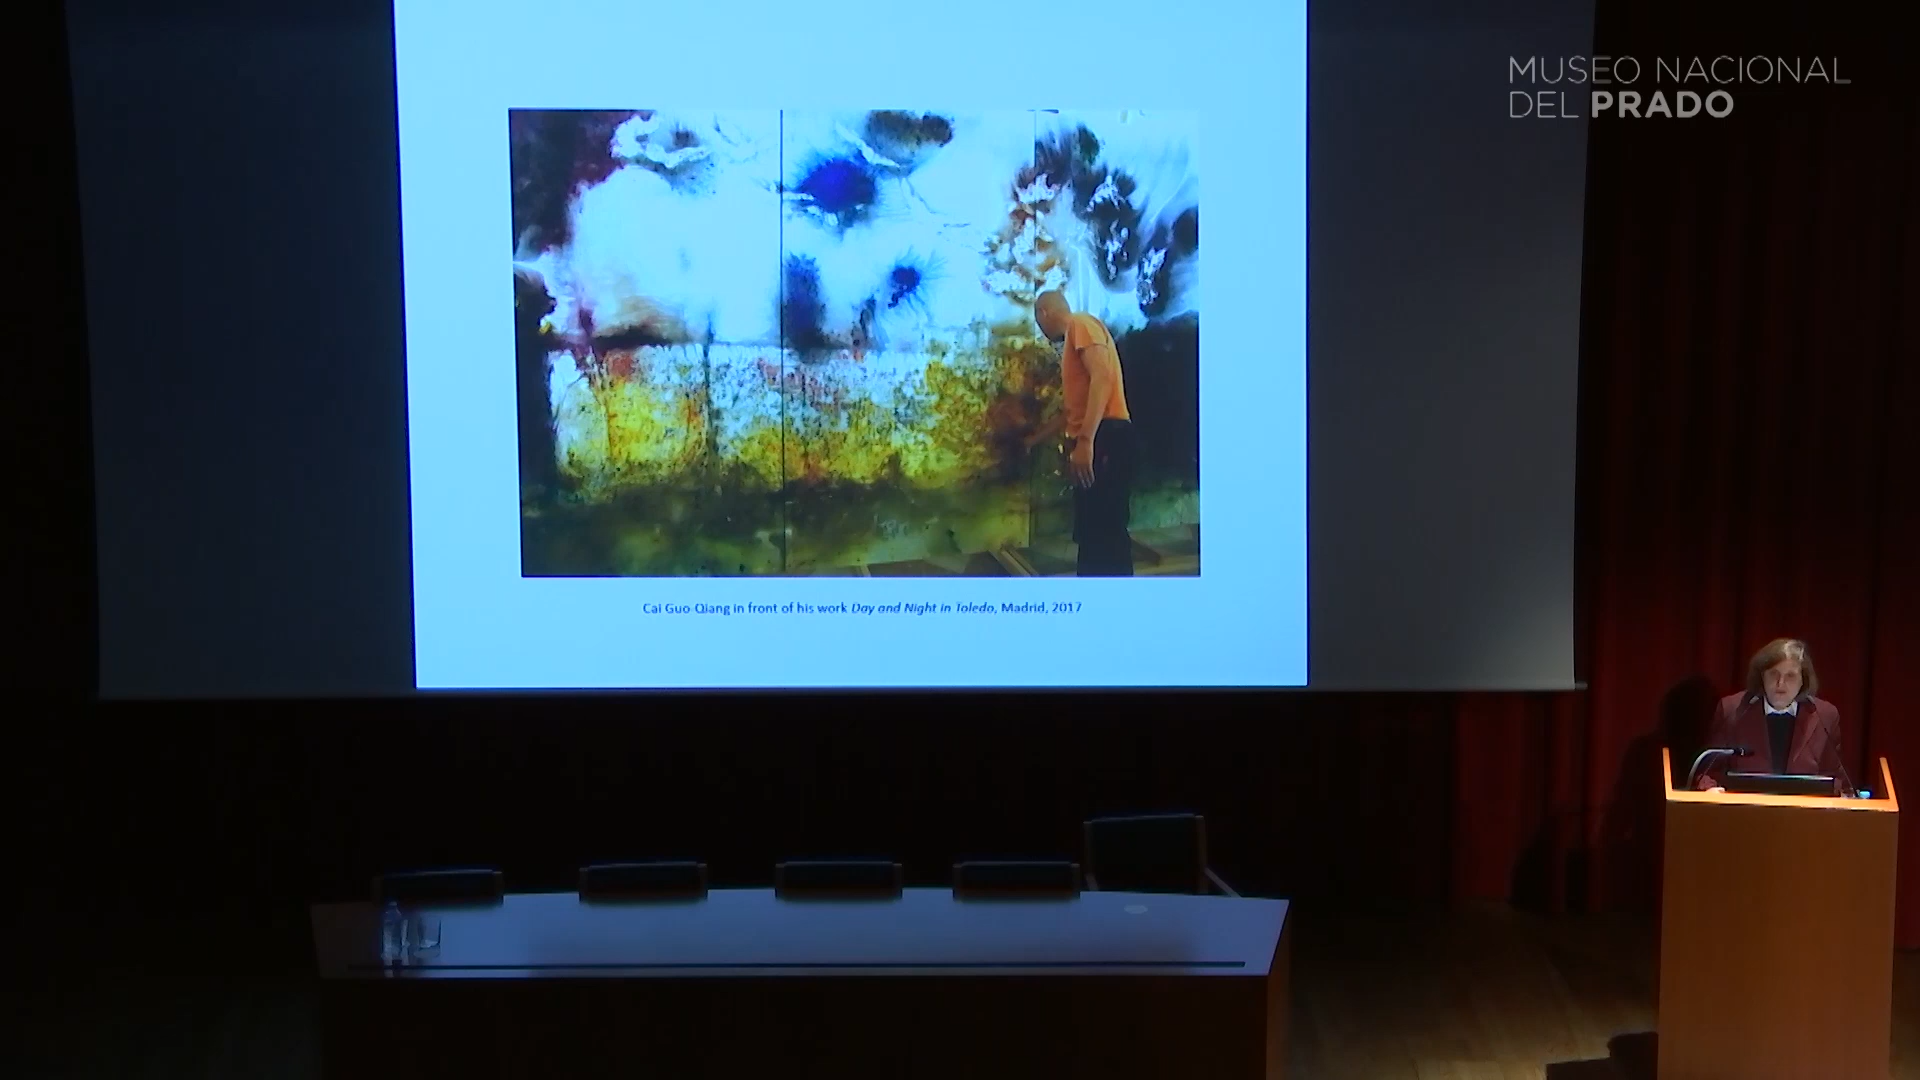 MUSEO NACIONAL
DEL PRADO
Cai Guo-Qiang in front of his work Day and Night in Toledo, Madrid, 2017